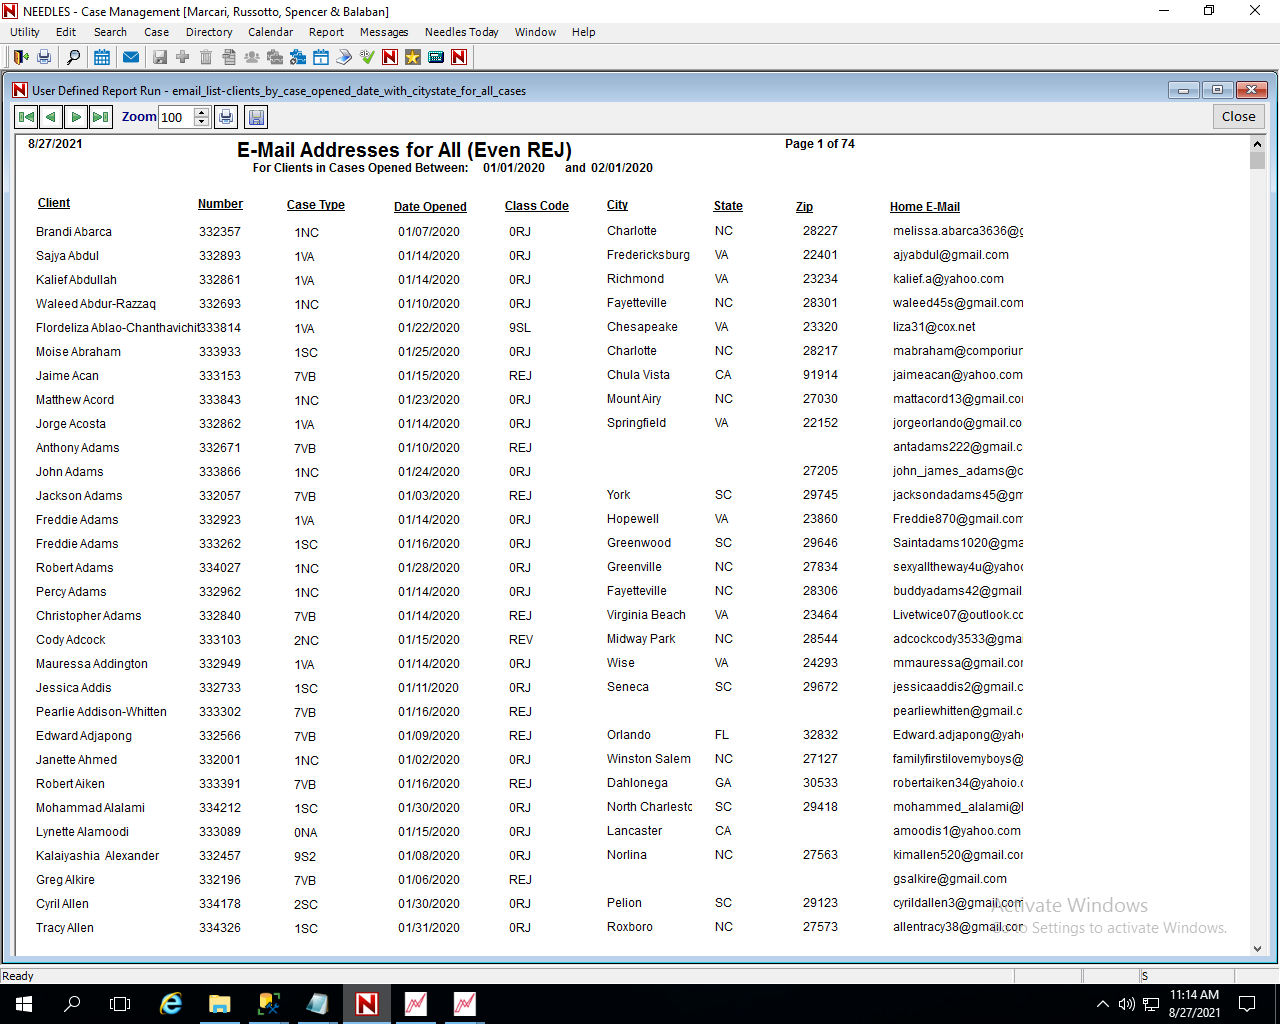 NEEDLES - Case Management [Marcari, Russotto, Spencer & Balaban]
Utility Edit Search Case Directory Calendar Report Messages Needles Today Window Help
User Defined Report Run - email_list-clients_by_case_opened_date_with_citystate_for_all_cases
Zoom 100 Close
8/27/2021 E-Mail Addresses for All (Even REJ) Page 1 of 74
For Clients in Cases Opened Between: 01/01/2020 and 02/01/2020
Client Number Case Type Date Opened Class Code City State Zip Home E-Mail
Brandi Abarca 332357 1NC 01/07/2020 0RJ Charlotte NC 28227 melissa.abarca3636@g
Sajya Abdul 332893 1VA 01/14/2020 0RJ Fredericksburg VA 22401 ajyabdul@gmail.com
Kalief Abdullah 332861 1VA 01/14/2020 0RJ Richmond VA 23234 kalief.a@yahoo.com
Waleed Abdur-Razzaq 332693 1NC 01/10/2020 0RJ Fayetteville NC 28301 waleed45s@gmail.com
Flordeliza Ablao-Chanthavichit 333814 1VA 01/22/2020 9SL Chesapeake VA 23320 liza31@cox.net
Moise Abraham 333933 1SC 01/25/2020 0RJ Charlotte NC 28217 mabraham@comporiur
Jaime Acan 333153 7VB 01/15/2020 REJ Chula Vista CA 91914 jaimeacan@yahoo.com
Matthew Acord 333843 1NC 01/23/2020 0RJ Mount Airy NC 27030 mattacord13@gmail.co
Jorge Acosta 332862 1VA 01/14/2020 0RJ Springfield VA 22152 jorgeorlando@gmail.co
Anthony Adams 332671 7VB 01/10/2020 REJ antadams222@gmail.c
John Adams 333866 1NC 01/24/2020 0RJ 27205 john_james_adams@c
Jackson Adams 332057 7VB 01/03/2020 REJ York SC 29745 jacksondadams45@gm
Freddie Adams 332923 1VA 01/14/2020 0RJ Hopewell VA 23860 Freddie870@gmail.com
Freddie Adams 333262 1SC 01/16/2020 0RJ Greenwood SC 29646 Saintadams1020@gma
Robert Adams 334027 1NC 01/28/2020 0RJ Greenville NC 27834 sexyalltheway4u@yahoo
Percy Adams 332962 1NC 01/14/2020 0RJ Fayetteville NC 28306 buddyadams42@gmail
Christopher Adams 332840 7VB 01/14/2020 REJ Virginia Beach VA 23464 Livetwice07@outlook.cc
Cody Adcock 333103 2NC 01/15/2020 REV Midway Park NC 28544 adcockcody3533@gmai
Mauressa Addington 332949 1VA 01/14/2020 0RJ Wise VA 24293 mmauressa@gmail.cor
Jessica Addis 332733 1SC 01/11/2020 0RJ Seneca SC 29672 jessicaaddis2@gmail.c
Pearlie Addison-Whitten 333302 7VB 01/16/2020 REJ pearliewhitten@gmail.c
Edward Adjapong 332566 7VB 01/09/2020 REJ Orlando FL 32832 Edward.adjapong@yah
Janette Ahmed 332001 1NC 01/02/2020 0RJ Winston Salem NC 27127 familyfirstilovemyboys@
Robert Aiken 333391 7VB 01/16/2020 REJ Dahlonega GA 30533 robertaiken34@yahoio.c
Mohammad Alalami 334212 1SC 01/30/2020 0RJ North Charlestc SC 29418 mohammed_alalami@l
Lynette Alamoodi 333089 0NA 01/15/2020 0RJ Lancaster CA amoodis1@yahoo.com
Kalaiyashia Alexander 332457 9S2 01/08/2020 0RJ Norlina NC 27563 kimallen520@gmail.cor
Greg Alkire 332196 7VB 01/06/2020 REJ gsalkire@gmail.com
Cyril Allen 334178 2SC 01/30/2020 0RJ Pelion SC 29123 cyrildallen3@gmail.com
Activate Windows
Tracy Allen 334326 1SC 01/31/2020 0RJ Roxboro NC 27573 allentracy38@gmail.com
Go to Settings to activate Windows.
Ready S
11:14 AM
8/27/2021